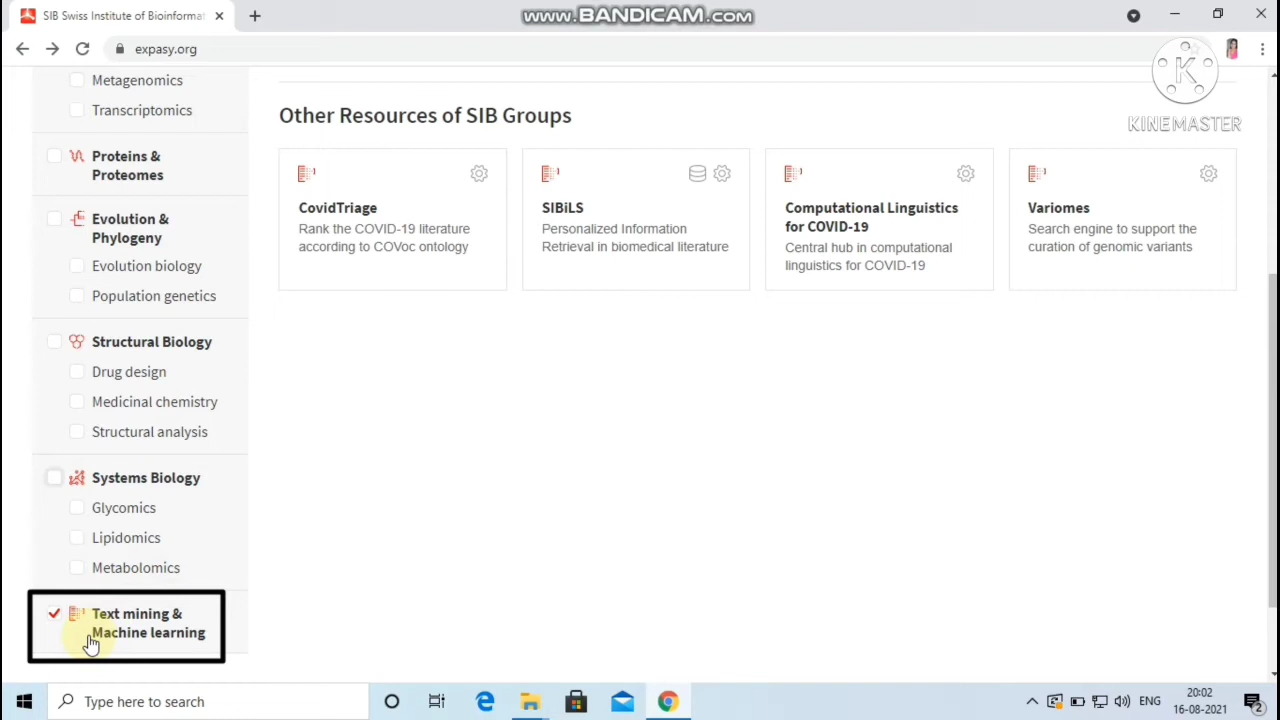 SIB Swiss Institute of Bioinformat
www.BANDICAM.com
expasy.org
K
KINEMASTER
Metagenomics
Transcriptomics
Proteins &
Proteomes
Evolution &
Phylogeny
Evolution biology
Population genetics
Structural Biology
Drug design
Medicinal chemistry
Structural analysis
Systems Biology
Glycomics
Lipidomics
Metabolomics
Text mining &
Machine learning
Other Resources of SIB Groups
CovidTriage
Rank the COVID-19 literature
according to COVoc ontology
SIBiLS
Personalized Information
Retrieval in biomedical literature
Computational Linguistics
for COVID-19
Central hub in computational
linguistics for COVID-19
Variomes
Search engine to support the
curation of genomic variants
Type here to search
ENG
20:02
16-08-2021
2